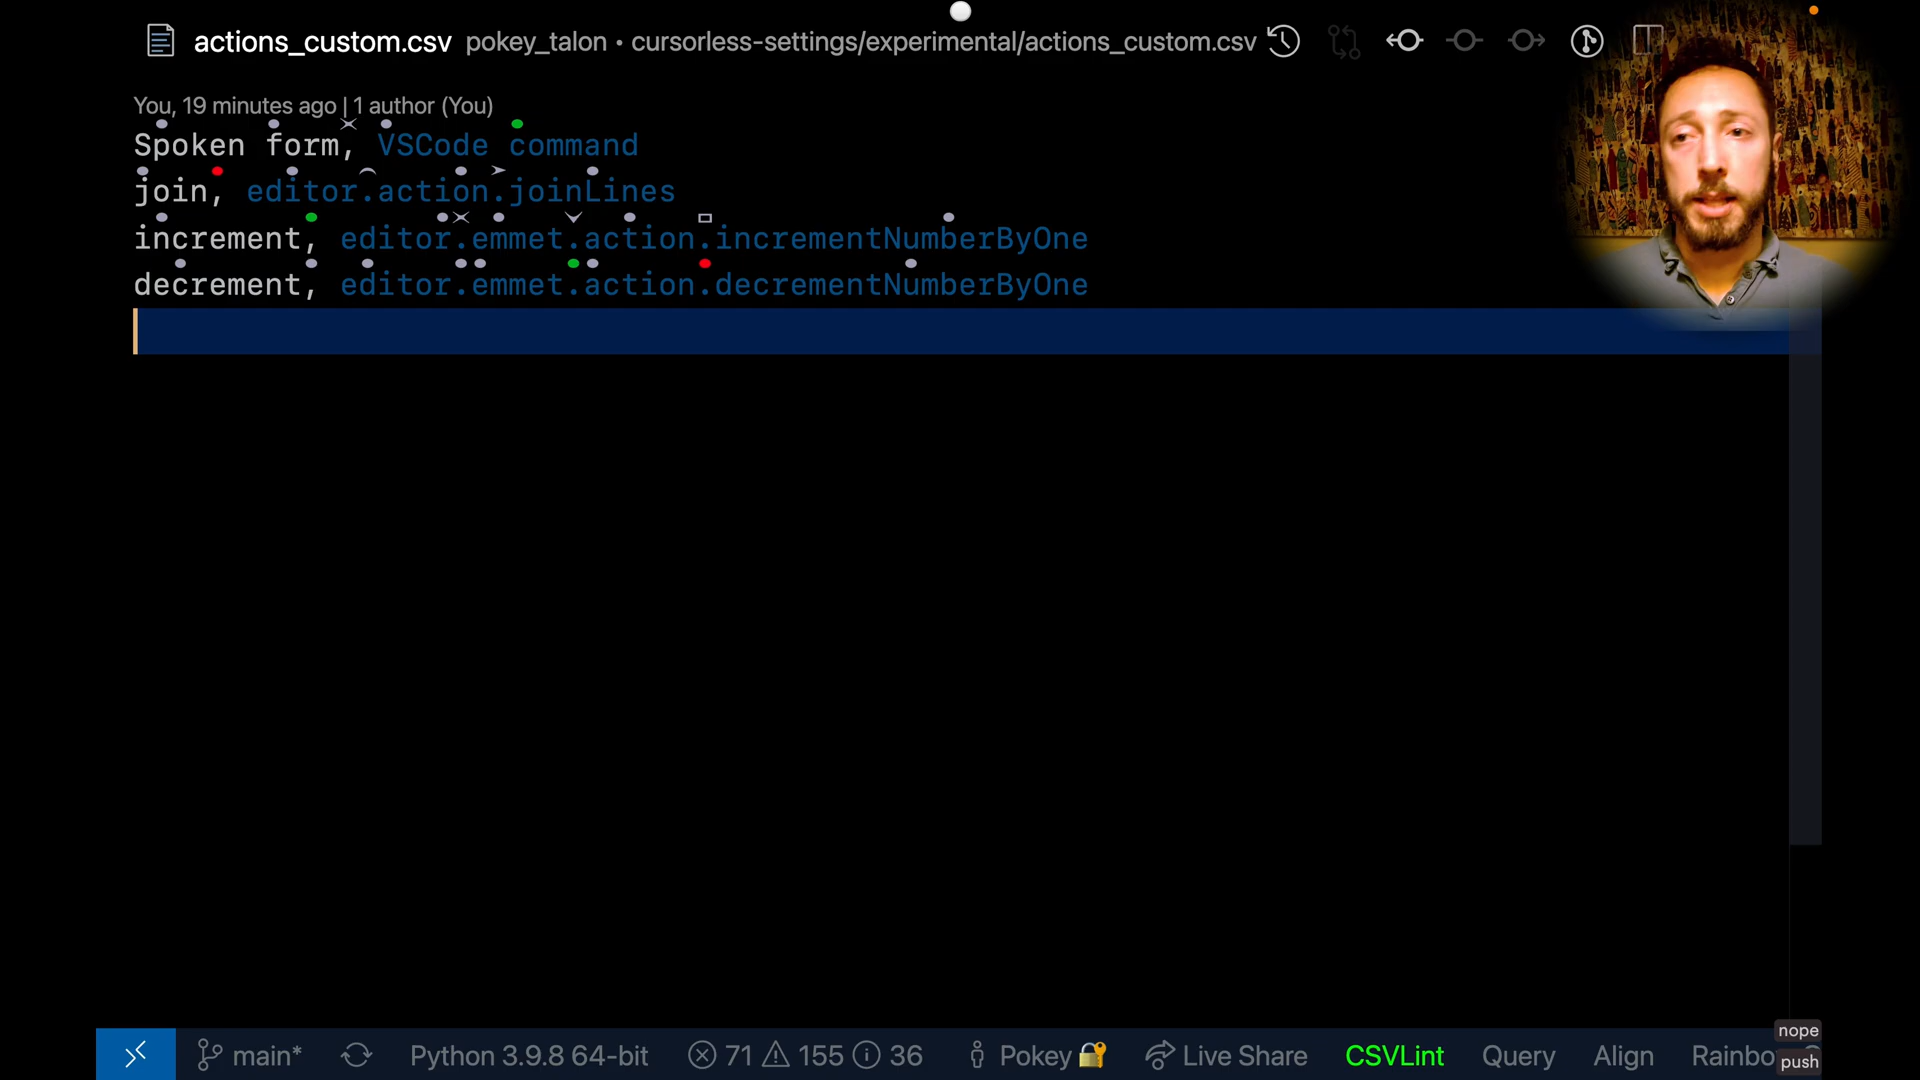 actions_custom.csv pokey_talon • cursorless-settings/experimental/actions_custom.csv
You, 19 minutes ago | 1 author (You)
Spoken form, VSCode command
join, editor.action.joinLines
increment, editor.emmet.action.incrementNumberByOne
decrement, editor.emmet.action.decrementNumberByOne
nope
main* Python 3.9.8 64-bit 71 155 36 Pokey Live Share CSVLint Query Align Rainbo
push